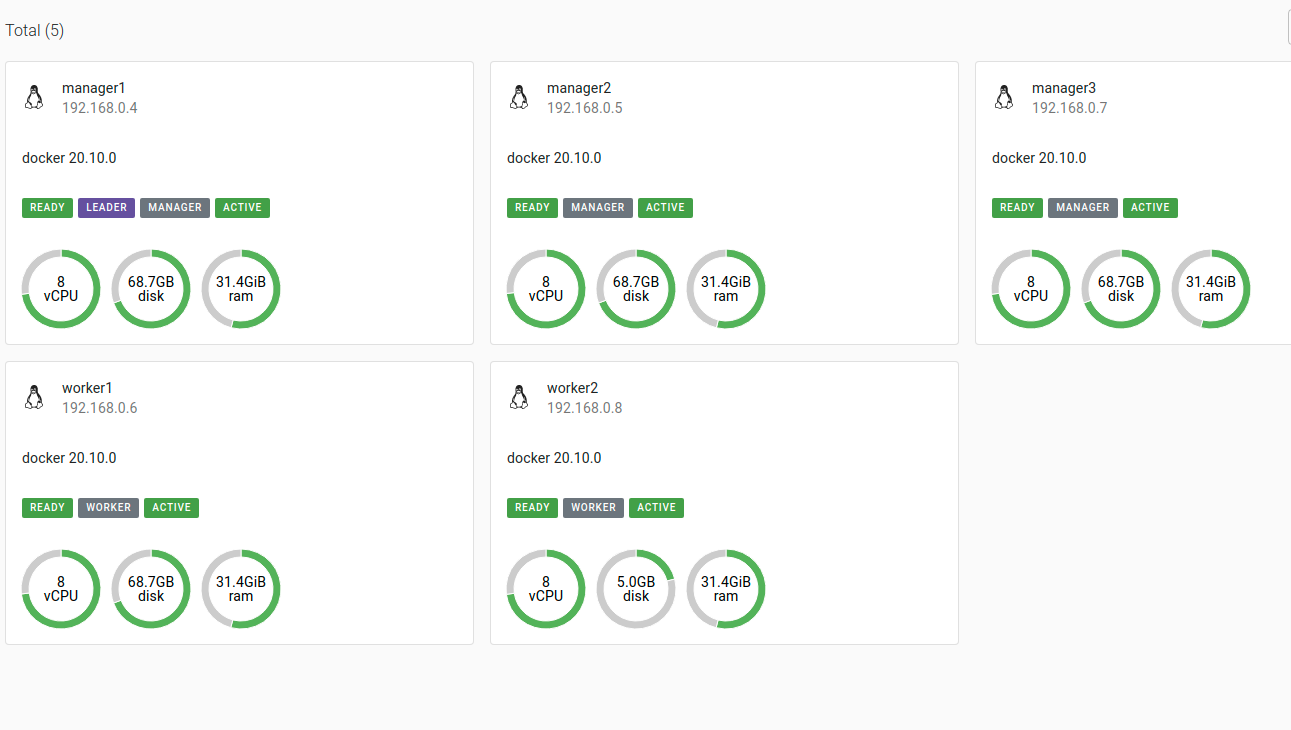 Total (5)
manager1
192.168.0.4
docker 20.10.0
READY LEADER MANAGER ACTIVE
8
vCPU
68.7GB
disk
31.4GiB
ram
manager2
192.168.0.5
docker 20.10.0
READY MANAGER ACTIVE
8
vCPU
68.7GB
disk
31.4GiB
ram
manager3
192.168.0.7
docker 20.10.0
READY MANAGER ACTIVE
8
vCPU
68.7GB
disk
31.4GiB
ram
worker1
192.168.0.6
docker 20.10.0
READY WORKER ACTIVE
8
vCPU
68.7GB
disk
31.4GiB
ram
worker2
192.168.0.8
docker 20.10.0
READY WORKER ACTIVE
8
vCPU
5.0GB
disk
31.4GiB
ram